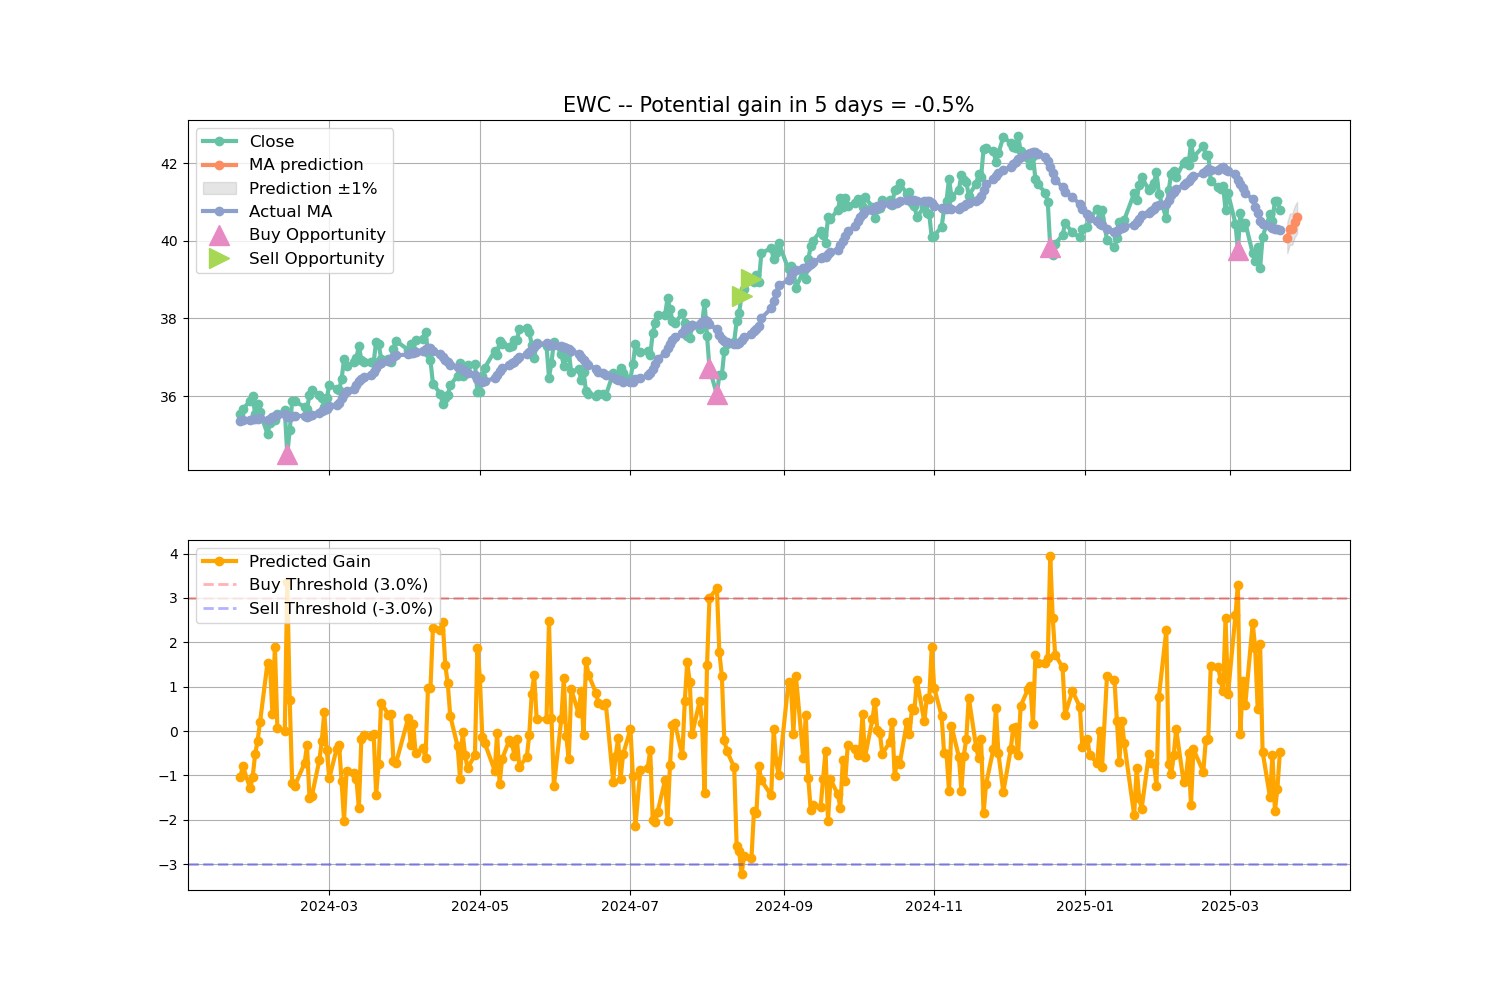 EWC -- Potential gain in 5 days = -0.5%
Close
MA prediction
Prediction ±1%
Actual MA
Buy Opportunity
Sell Opportunity
42
40
38
36
Predicted Gain
Buy Threshold (3.0%)
Sell Threshold (-3.0%)
4
3
2
1
0
−1
−2
−3
2024-03 2024-05 2024-07 2024-09 2024-11 2025-01 2025-03